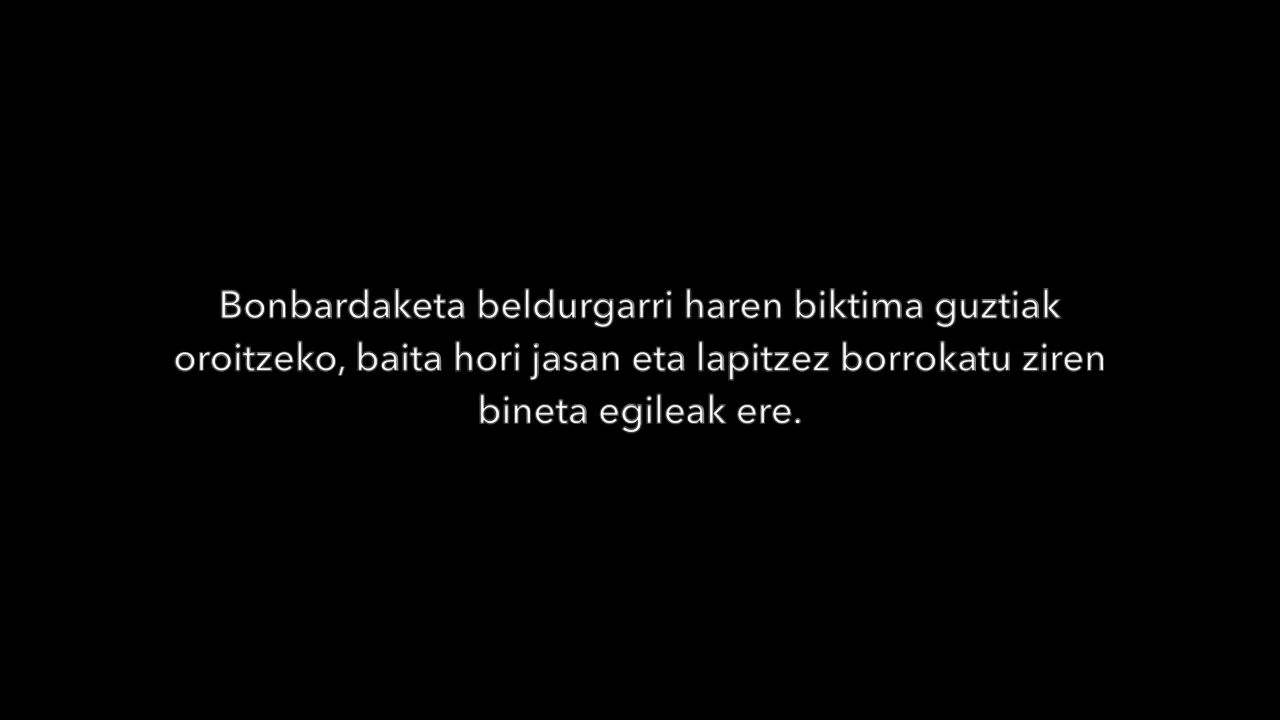 Bonbardaketa beldurgarri haren biktima guztiak
oroitzeko, baita hori jasan eta lapitzez borrokatu ziren
bineta egileak ere.